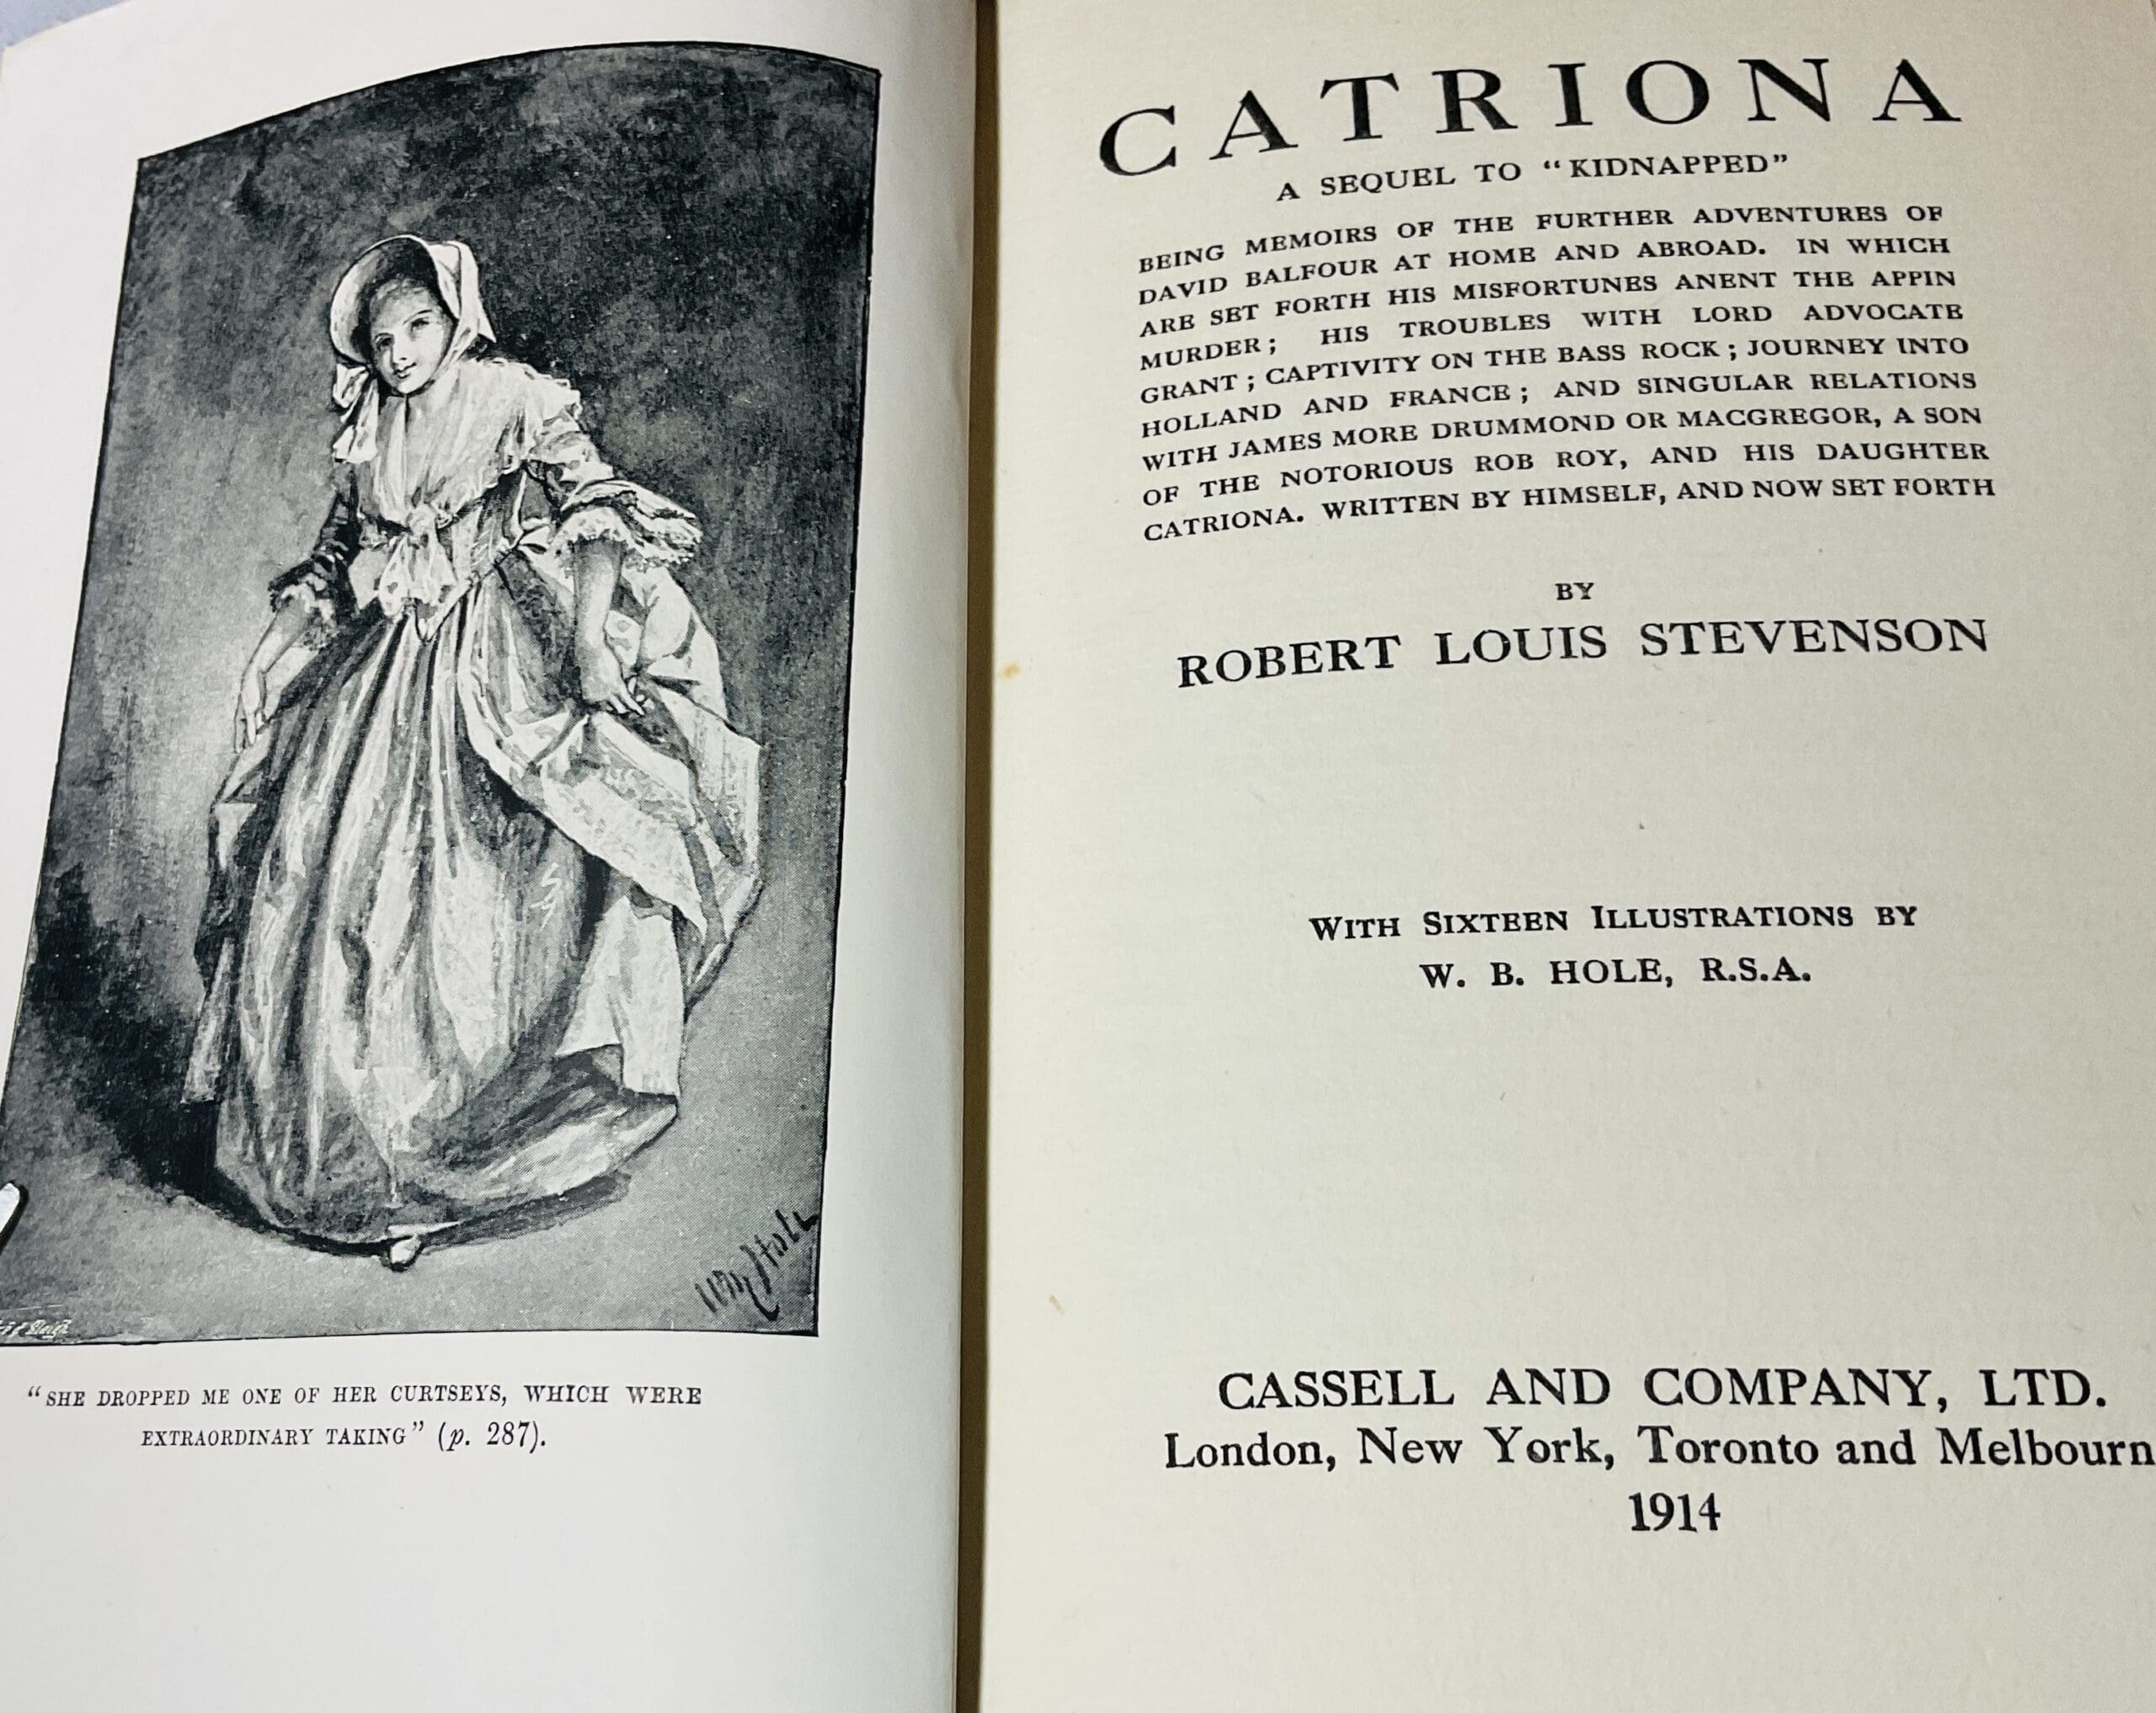 "SHE DROPPED ME ONE OF HER CURTSEYS, WHICH WERE
EXTRAORDINARY TAKING" (p. 287).
CATRIONA
A SEQUEL TO "KIDNAPPED"
BEING MEMOIRS OF THE FURTHER ADVENTURES OF
DAVID BALFOUR AT HOME AND ABROAD. IN WHICH
ARE SET FORTH HIS MISFORTUNES ANENT THE APPIN
MURDER; HIS TROUBLES WITH LORD ADVOCATE
GRANT; CAPTIVITY ON THE BASS ROCK; JOURNEY INTO
HOLLAND AND FRANCE; AND SINGULAR RELATIONS
WITH JAMES MORE DRUMMOND OR MACGREGOR, A SON
OF THE NOTORIOUS ROB ROY, AND HIS DAUGHTER
CATRIONA. WRITTEN BY HIMSELF, AND NOW SET FORTH
BY
ROBERT LOUIS STEVENSON
WITH SIXTEEN ILLUSTRATIONS BY
W. B. HOLE, R.S.A.
CASSELL AND COMPANY, LTD.
London, New York, Toronto and Melbourn
1914